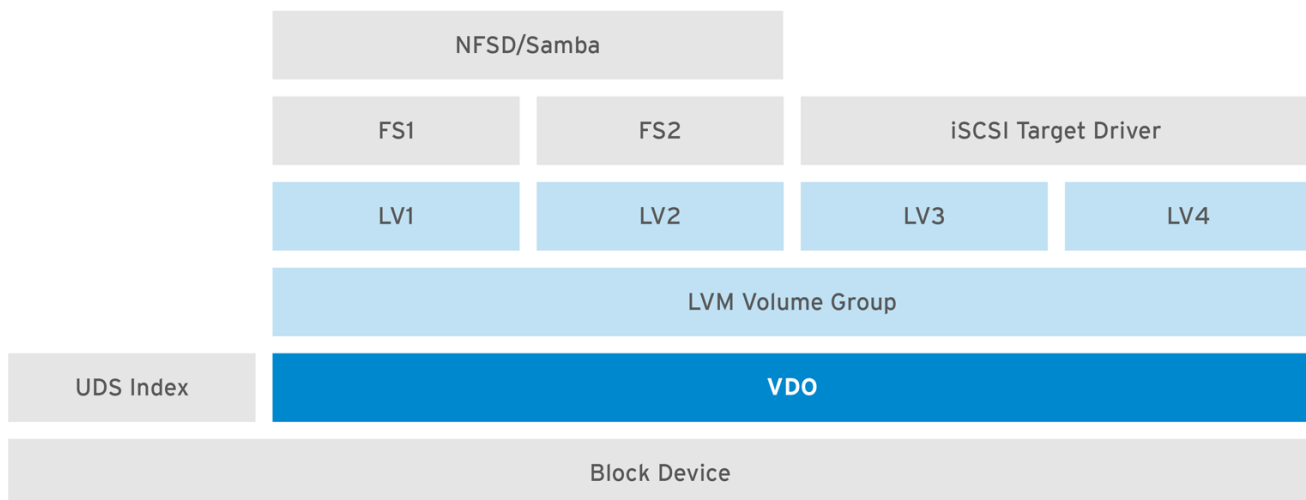 NFSD/Samba
FS1
FS2
iSCSI Target Driver
LV1
LV2
LV3
LV4
LVM Volume Group
UDS Index
VDO
Block Device